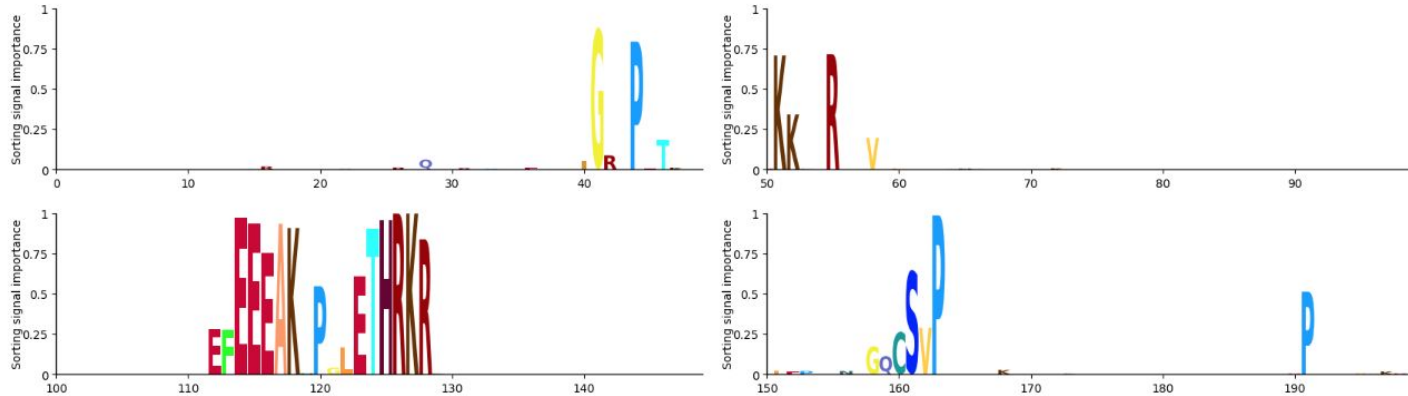 Sorting signal importance
1
0.75
0.5
0.25
0
Q G R P T
0 10 20 30 40
Sorting signal importance
1
0.75
0.5
0.25
0
K K R V
50 60 70 80 90
Sorting signal importance
1
0.75
0.5
0.25
0
E F E E E A K P G L E T H R K R
100 110 120 130 140
Sorting signal importance
1
0.75
0.5
0.25
0
G Q C S V P K P
150 160 170 180 190